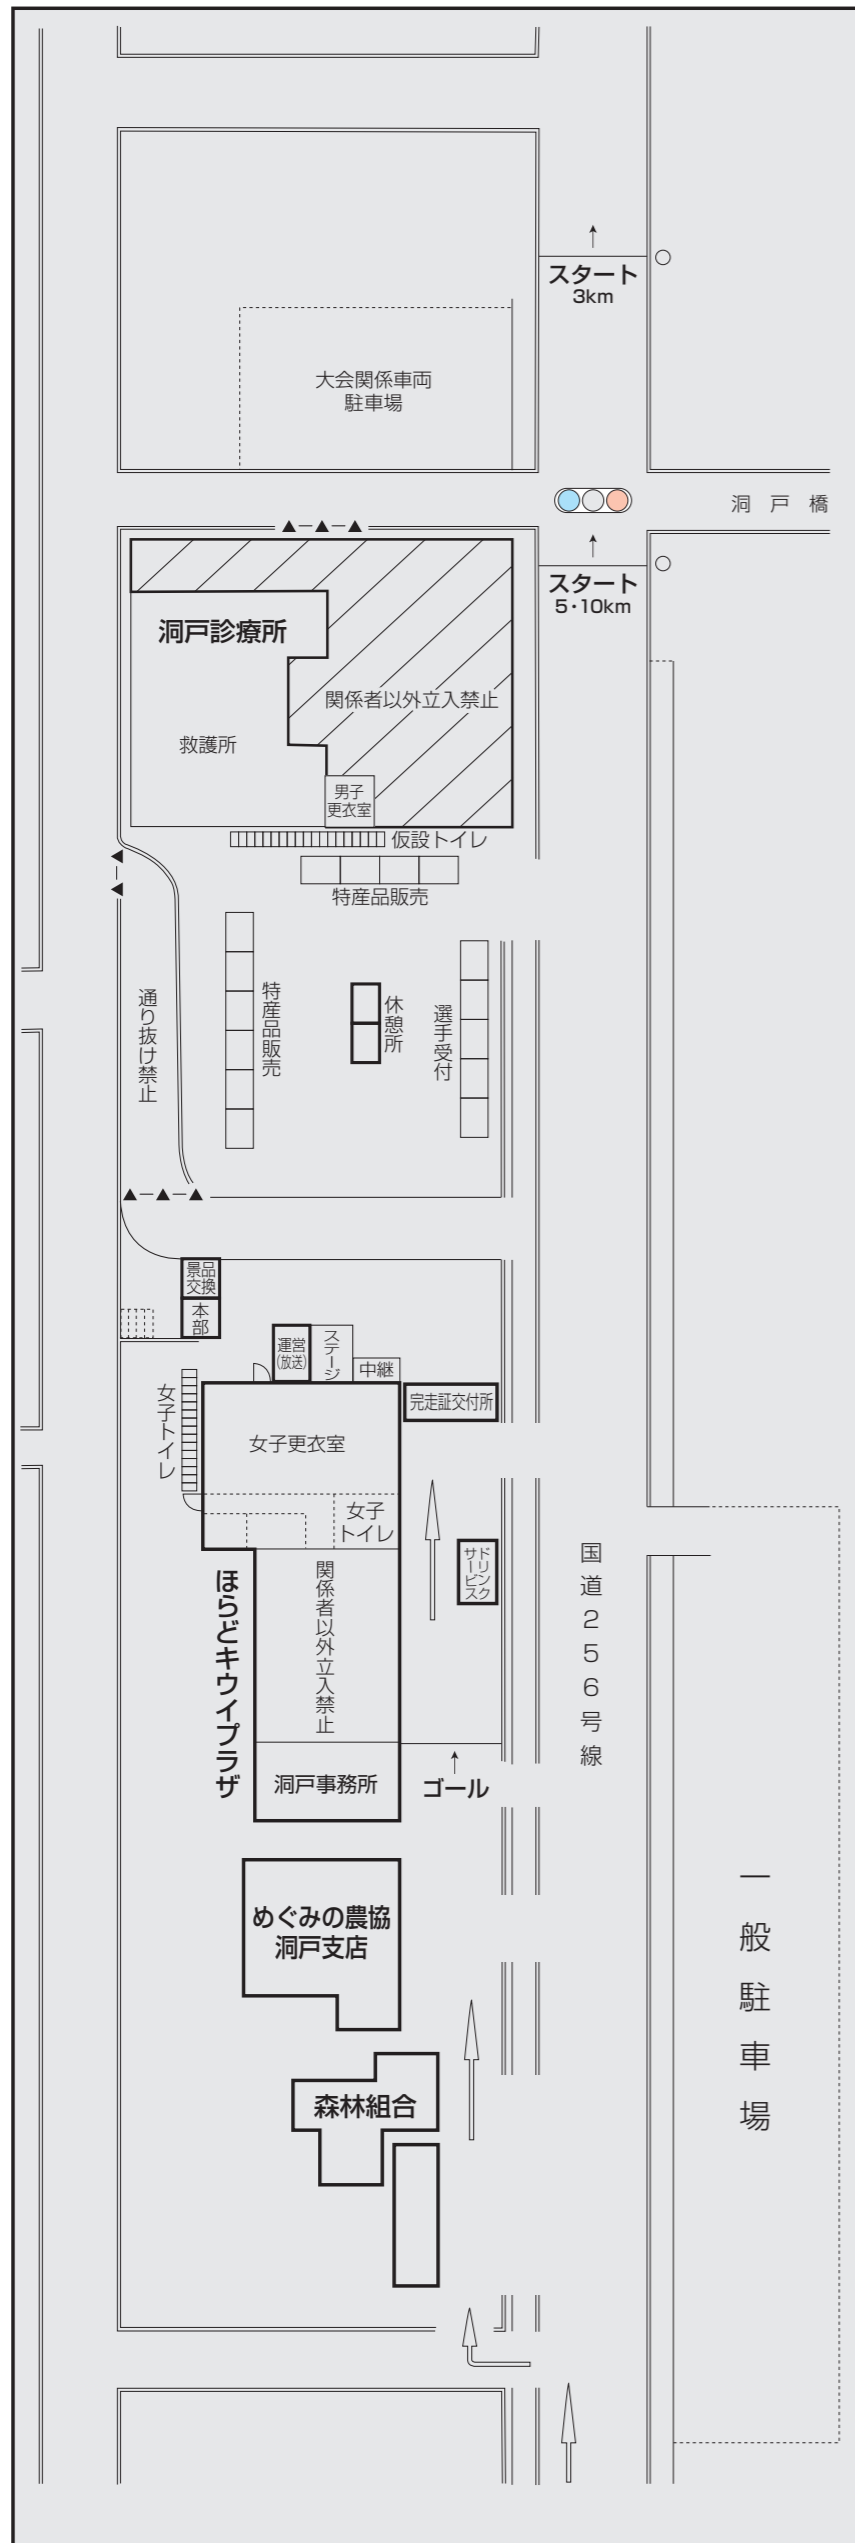 スタート
3km
大会関係車両
駐車場
洞戸橋
スタート
5・10km
洞戸診療所
関係者以外立入禁止
救護所
男子
更衣室
仮設トイレ
特産品販売
特産品販売
休憩所
選手受付
通り抜け禁止
景品
交換
本部
運営
(放送)
ステージ
中継
完走証交付所
女子トイレ
女子更衣室
女子
トイレ
ドリンク
サービス
関係者以外立入禁止
ほらどキウイプラザ
国道256号線
洞戸事務所
ゴール
めぐみの農協
洞戸支店
一般駐車場
森林組合